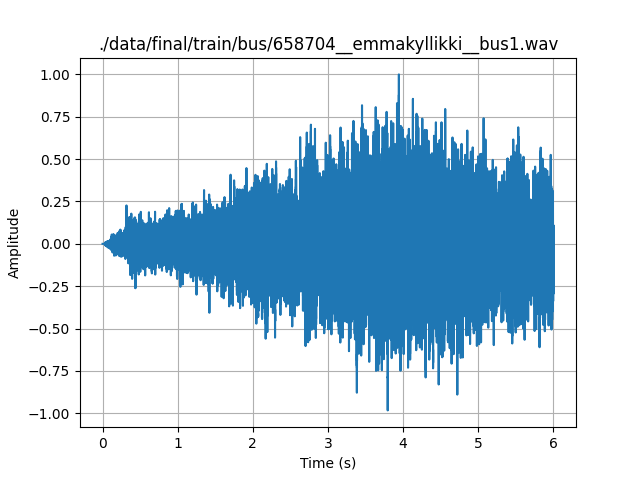 ./data/final/train/bus/658704__emmakyllikki__bus1.wav
1.00
0.75
0.50
0.25
0.00
−0.25
−0.50
−0.75
−1.00
Amplitude
0 1 2 3 4 5 6
Time (s)